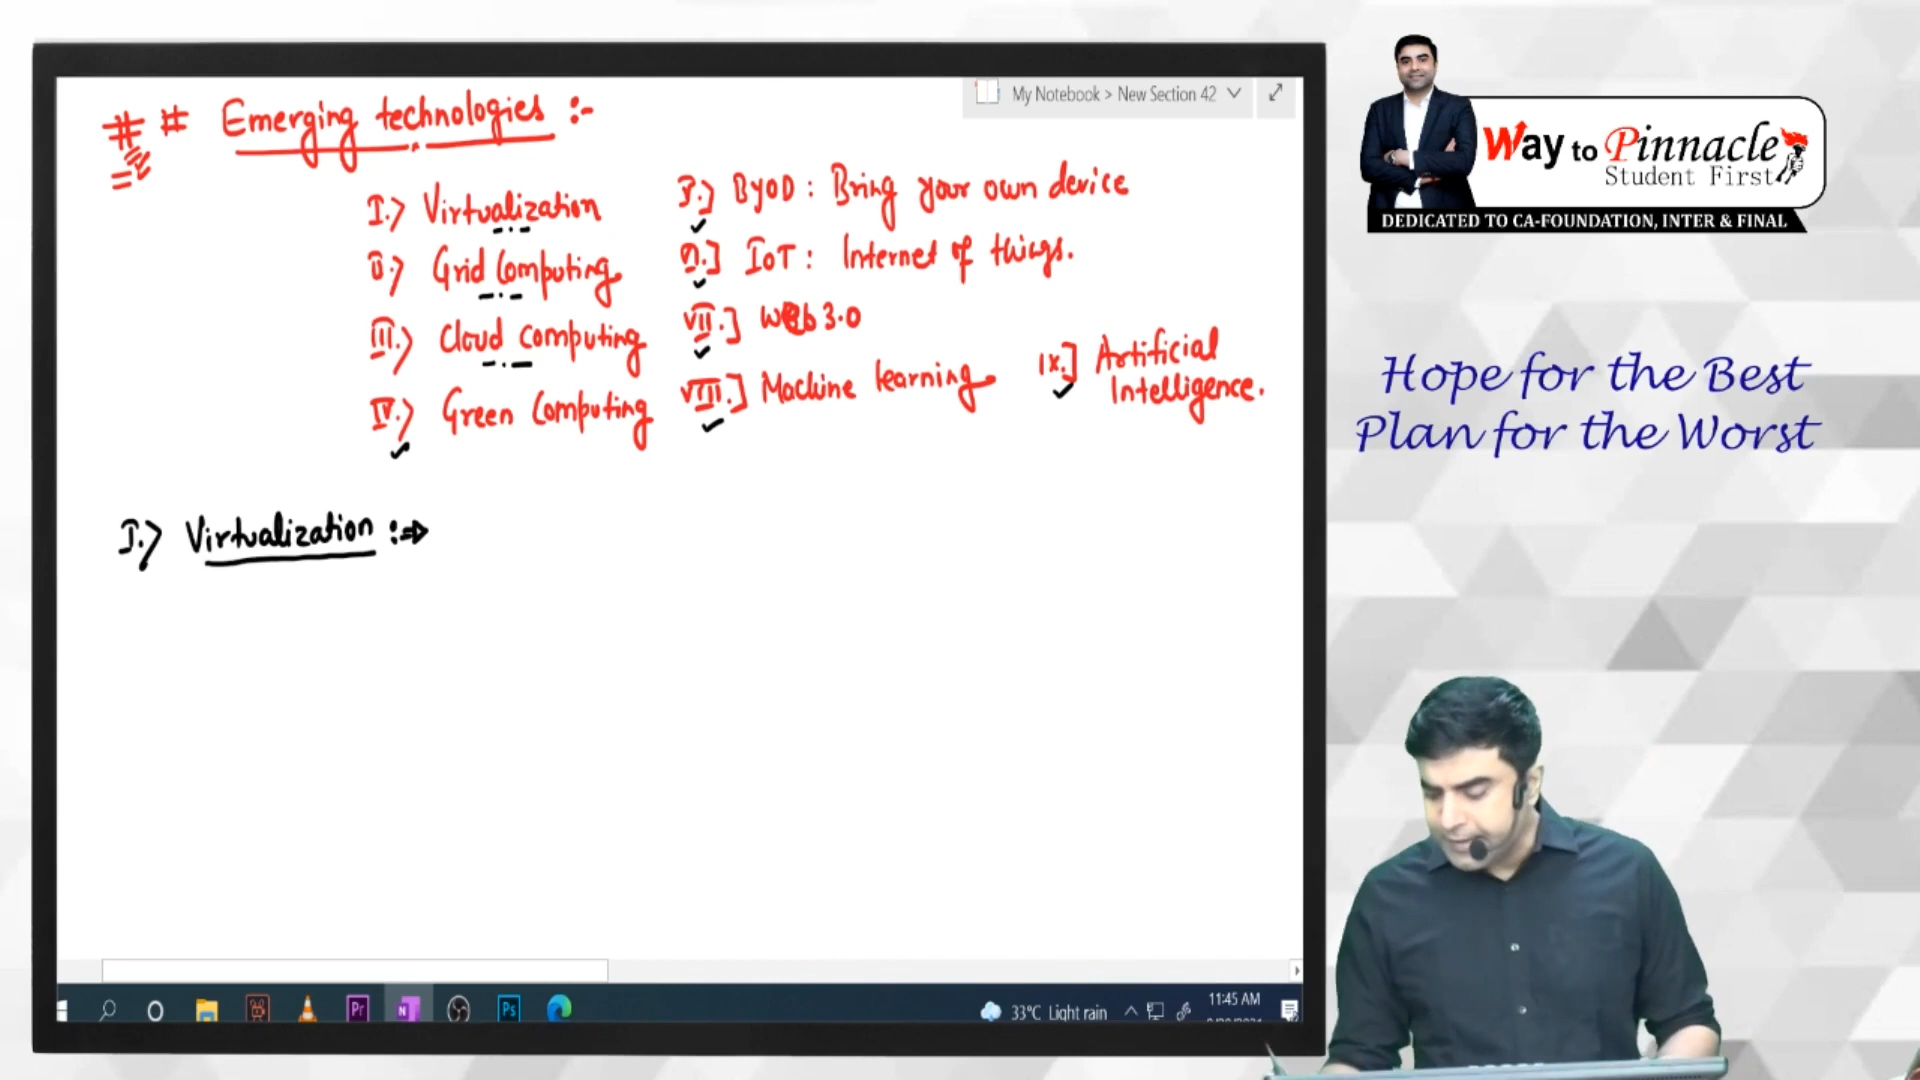 # # Emerging technologies :-
My Notebook > New Section 42
I.> Virtualization
II.> Grid Computing
III.> Cloud computing
IV.> Green Computing
V.] BYOD : Bring your own device
VI.] IoT : Internet of things.
VII.] Web 3.0
VIII.] Machine learning
IX.] Artificial
Intelligence.
I.> Virtualization :⇒
Way to Pinnacle
Student First
DEDICATED TO CA-FOUNDATION, INTER & FINAL
Hope for the Best
Plan for the Worst
Pr
N
Ps
33°C Light rain
11:45 AM